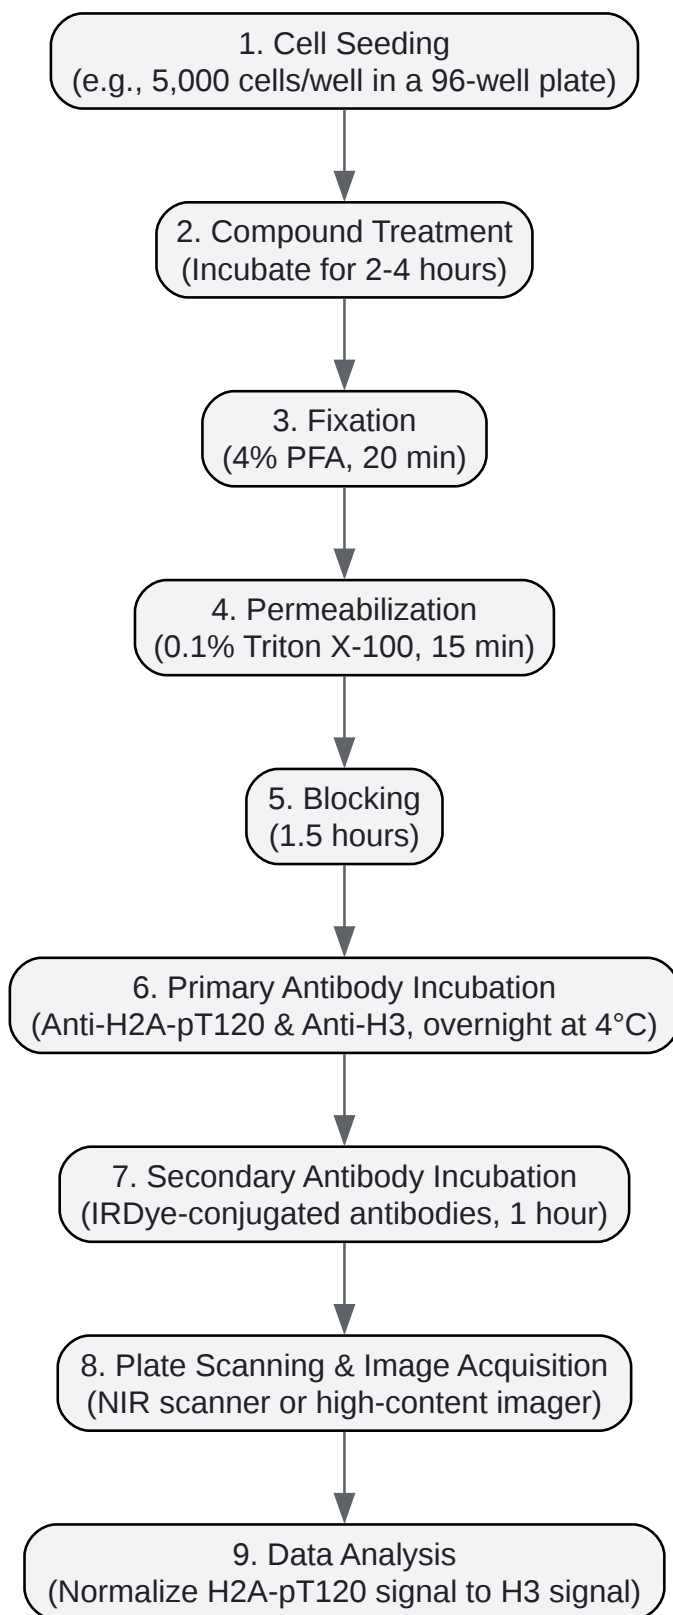 1. Cell Seeding
(e.g., 5,000 cells/well in a 96-well plate)
2. Compound Treatment
(Incubate for 2-4 hours)
3. Fixation
(4% PFA, 20 min)
4. Permeabilization
(0.1% Triton X-100, 15 min)
5. Blocking
(1.5 hours)
6. Primary Antibody Incubation
(Anti-H2A-pT120 & Anti-H3, overnight at 4°C)
7. Secondary Antibody Incubation
(IRDye-conjugated antibodies, 1 hour)
8. Plate Scanning & Image Acquisition
(NIR scanner or high-content imager)
9. Data Analysis
(Normalize H2A-pT120 signal to H3 signal)